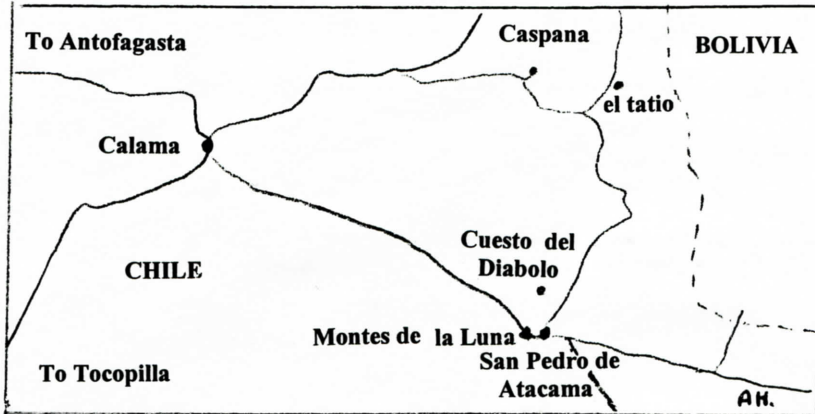 To Antofagasta
Caspana
BOLIVIA
el tatio
Calama
Cuesto del
Diabolo
CHILE
Montes de la Luna
San Pedro de
Atacama
To Tocopilla
AH.